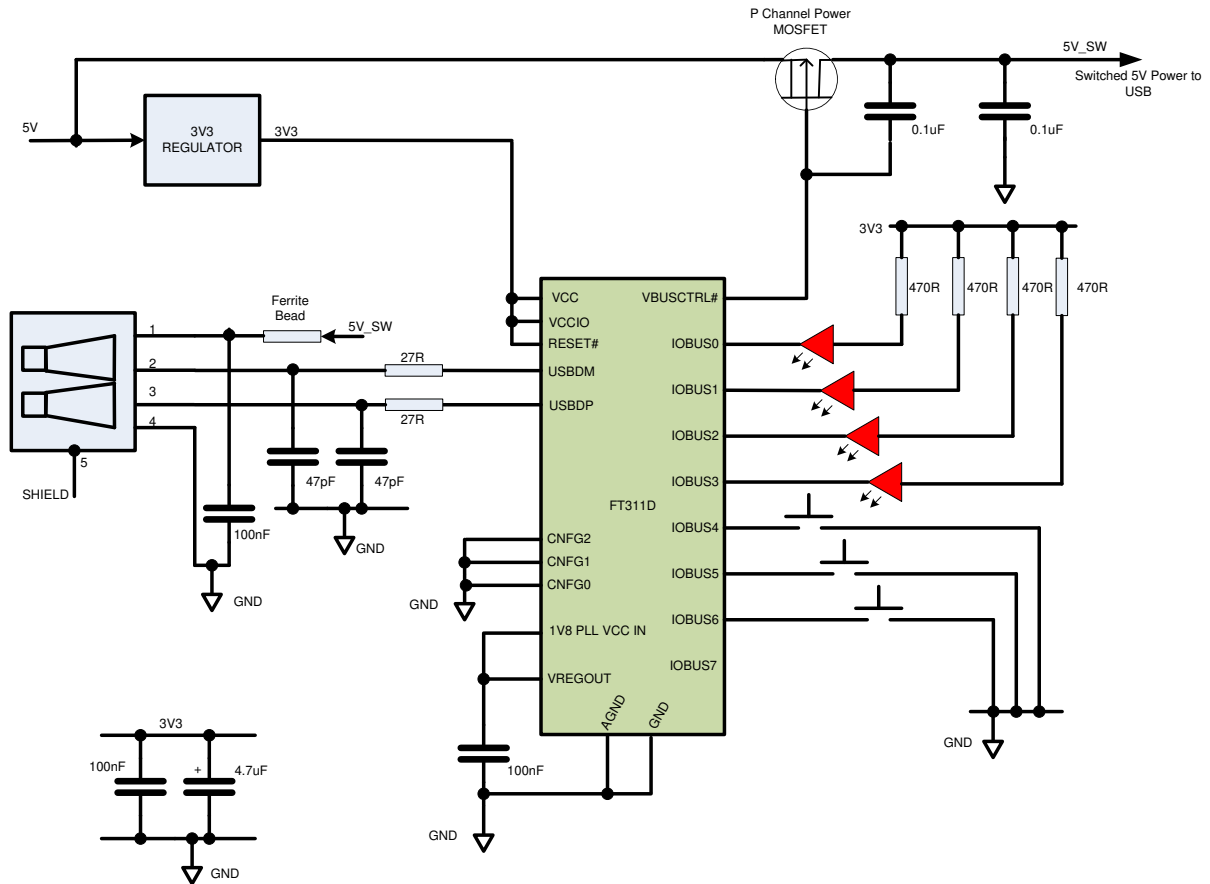 P Channel Power
MOSFET
5V_SW
Switched 5V Power to
USB
5V
3V3
REGULATOR
3V3
0.1uF
0.1uF
3V3
470R
470R
470R
470R
Ferrite
Bead
5V_SW
1
2
3
4
5
SHIELD
27R
27R
47pF
47pF
100nF
GND
GND
VCC
VCCIO
RESET#
USBDM
USBDP
FT311D
CNFG2
CNFG1
CNFG0
1V8 PLL VCC IN
VREGOUT
AGND
GND
VBUSCTRL#
IOBUS0
IOBUS1
IOBUS2
IOBUS3
IOBUS4
IOBUS5
IOBUS6
IOBUS7
GND
GND
100nF
GND
3V3
100nF
+
4.7uF
GND